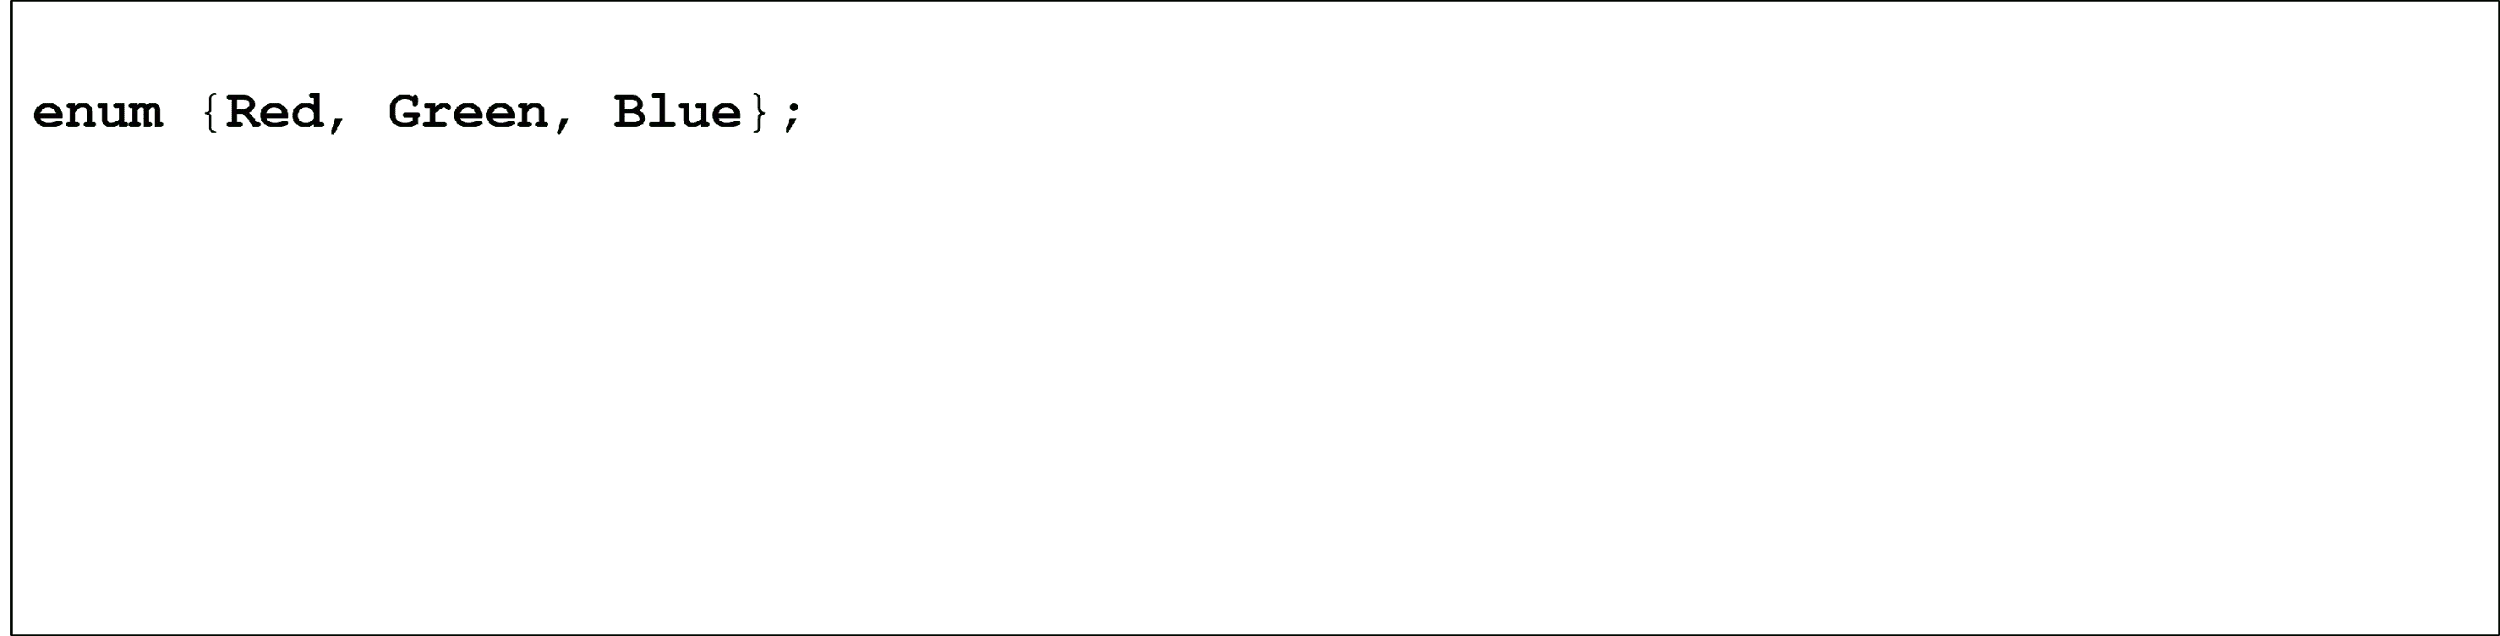 enum {Red, Green, Blue};